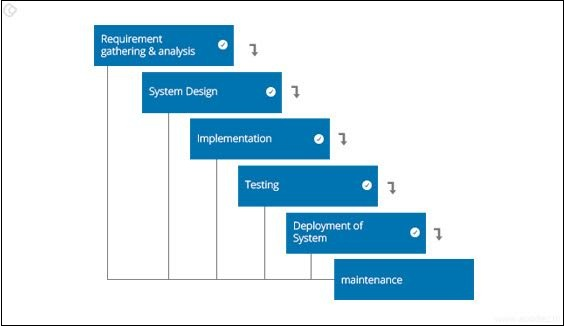 Requirement
gathering & analysis
System Design
Implementation
Testing
Deployment of
System
maintenance